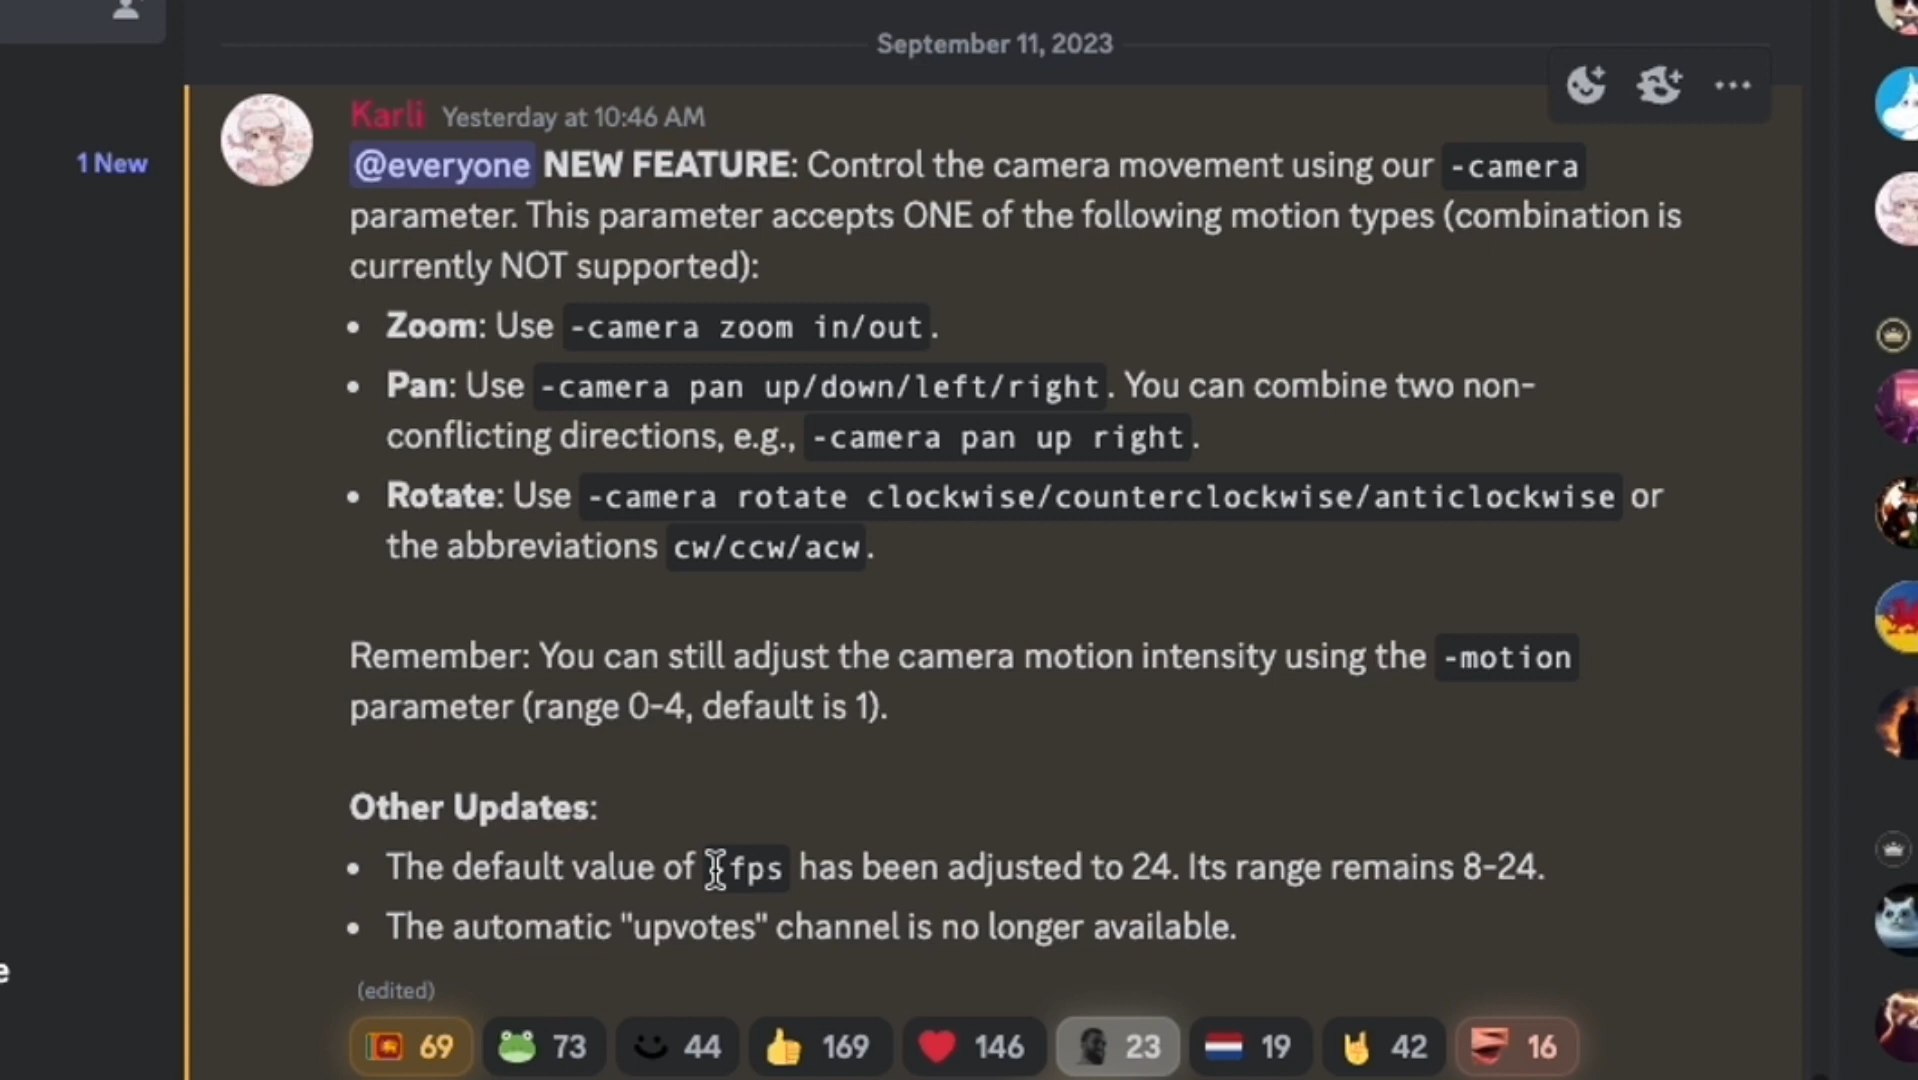 September 11, 2023
Karli Yesterday at 10:46 AM
1 New
@everyone NEW FEATURE: Control the camera movement using our -camera
parameter. This parameter accepts ONE of the following motion types (combination is
currently NOT supported):
• Zoom: Use -camera zoom in/out.
• Pan: Use -camera pan up/down/left/right. You can combine two non-
conflicting directions, e.g., -camera pan up right.
• Rotate: Use -camera rotate clockwise/counterclockwise/anticlockwise or
the abbreviations cw/ccw/acw.
Remember: You can still adjust the camera motion intensity using the -motion
parameter (range 0-4, default is 1).
Other Updates:
• The default value of fps has been adjusted to 24. Its range remains 8-24.
• The automatic "upvotes" channel is no longer available.
e
(edited)
69 73 44 169 146 23 19 42 16